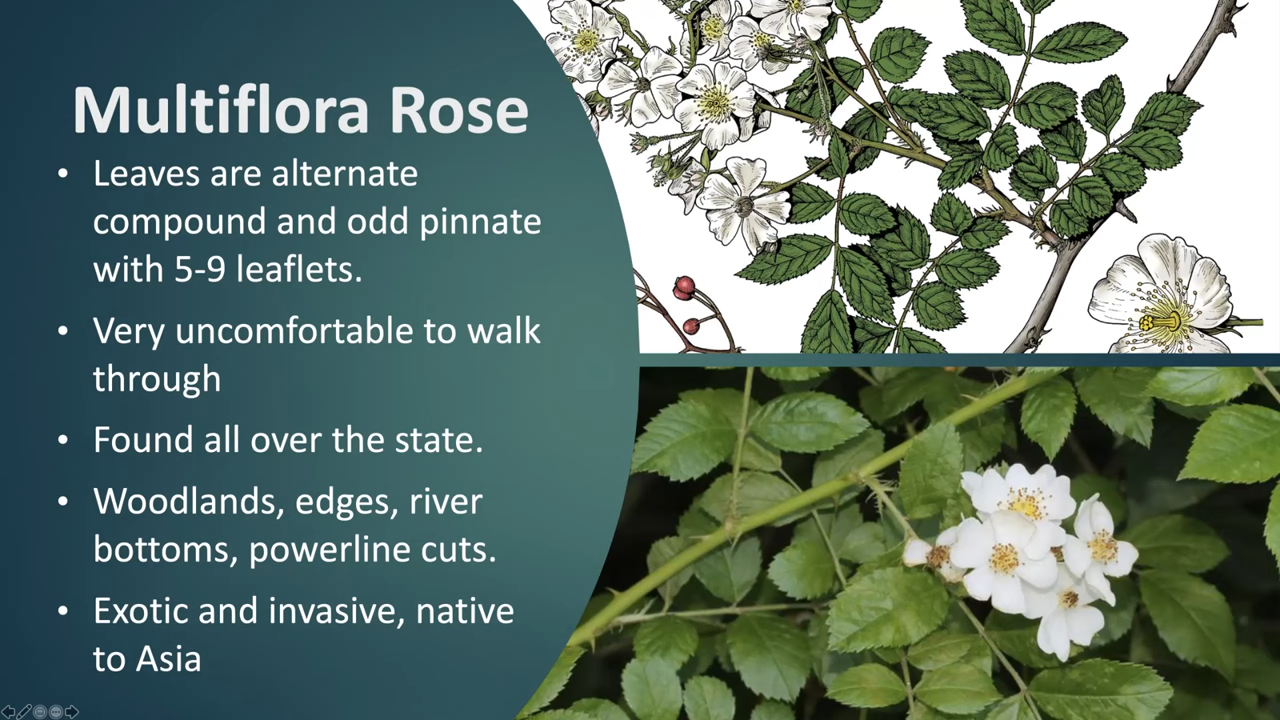 Multiflora Rose
• Leaves are alternate
compound and odd pinnate
with 5-9 leaflets.
• Very uncomfortable to walk
through
• Found all over the state.
• Woodlands, edges, river
bottoms, powerline cuts.
• Exotic and invasive, native
to Asia